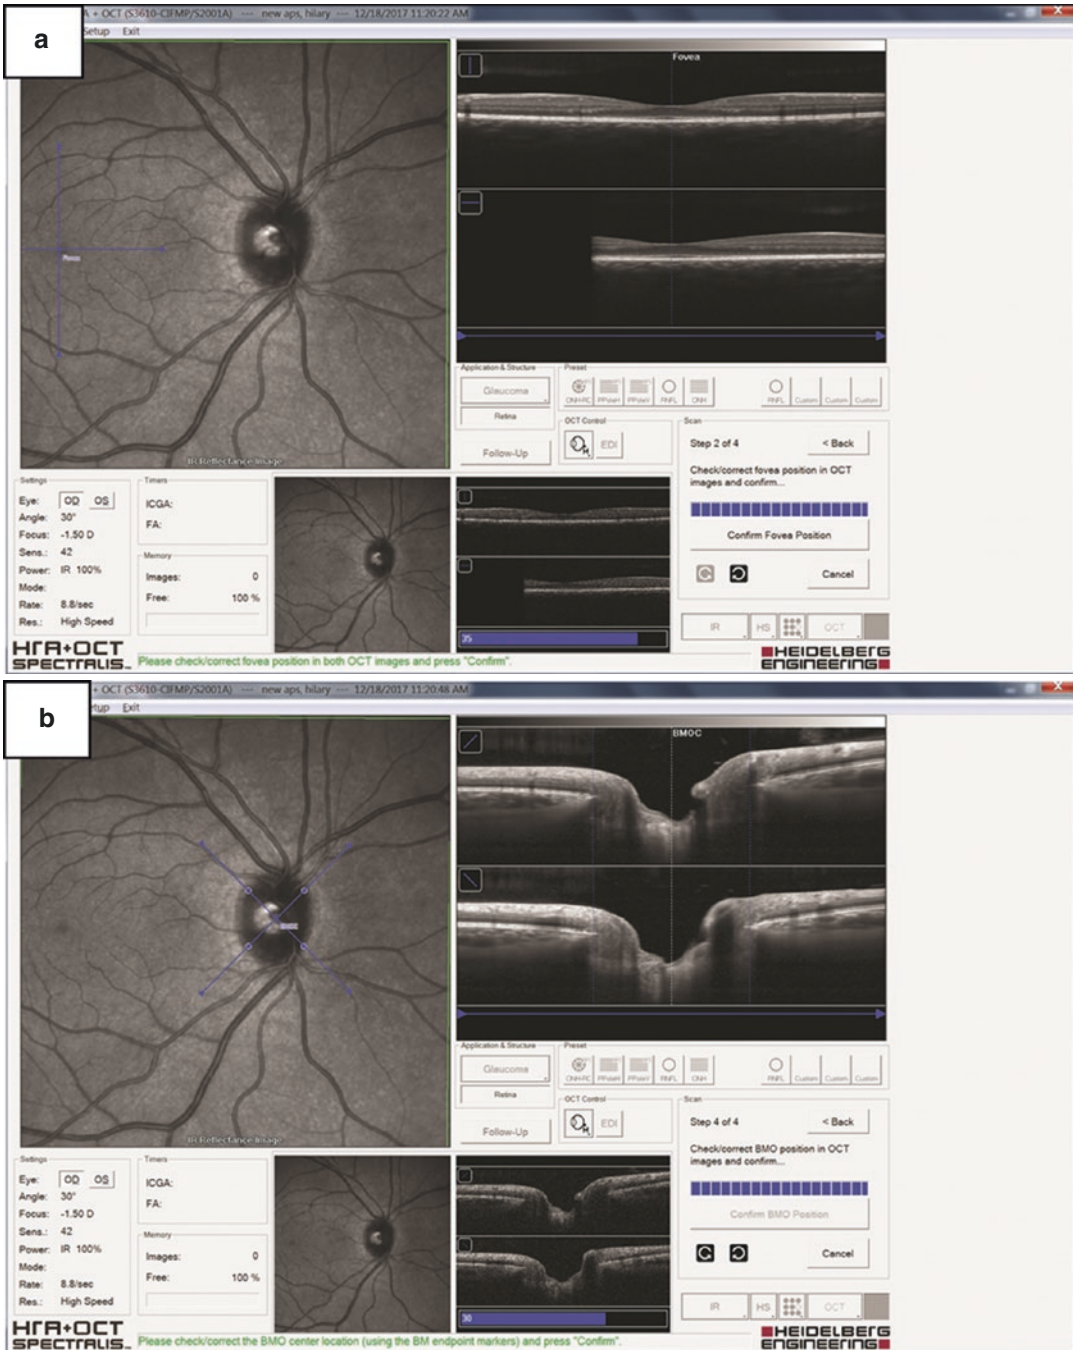 a
A + OCT (S3610-CIFMP/S2001A) --- new aps, hilary --- 12/18/2017 11:20:22 AM
Setup Exit
Fovea
Fovea
IR Reflectance Image
Application & Structure
Glaucoma
Retina
Follow-Up
Preset
ONH-RC PPoleH PPoleV RNFL ONH RNFL Custom Custom Custom
OCT Control
EDI
Scan
Step 2 of 4 < Back
Check/correct fovea position in OCT
images and confirm...
Confirm Fovea Position
Cancel
Settings
Eye: OD OS
Angle: 30°
Focus: -1.50 D
Sens.: 42
Power: IR 100%
Mode:
Rate: 8.8/sec
Res.: High Speed
Timers
ICGA:
FA:
Memory
Images: 0
Free: 100 %
35
IR HS OCT
HRA+OCT
SPECTRALIS
Please check/correct fovea position in both OCT images and press "Confirm".
HEIDELBERG
ENGINEERING
b
+ OCT (S3610-CIFMP/S2001A) --- new aps, hilary --- 12/18/2017 11:20:48 AM
etup Exit
BMOC
BMOC
IR Reflectance Image
Application & Structure
Glaucoma
Retina
Follow-Up
Preset
ONH-RC PPoleH PPoleV RNFL ONH RNFL Custom Custom Custom
OCT Control
EDI
Scan
Step 4 of 4 < Back
Check/correct BMO position in OCT
images and confirm...
Confirm BMO Position
Cancel
Settings
Eye: OD OS
Angle: 30°
Focus: -1.50 D
Sens.: 42
Power: IR 100%
Mode:
Rate: 8.8/sec
Res.: High Speed
Timers
ICGA:
FA:
Memory
Images: 0
Free: 100 %
30
IR HS OCT
HRA+OCT
SPECTRALIS
Please check/correct the BMO center location (using the BM endpoint markers) and press "Confirm".
HEIDELBERG
ENGINEERING